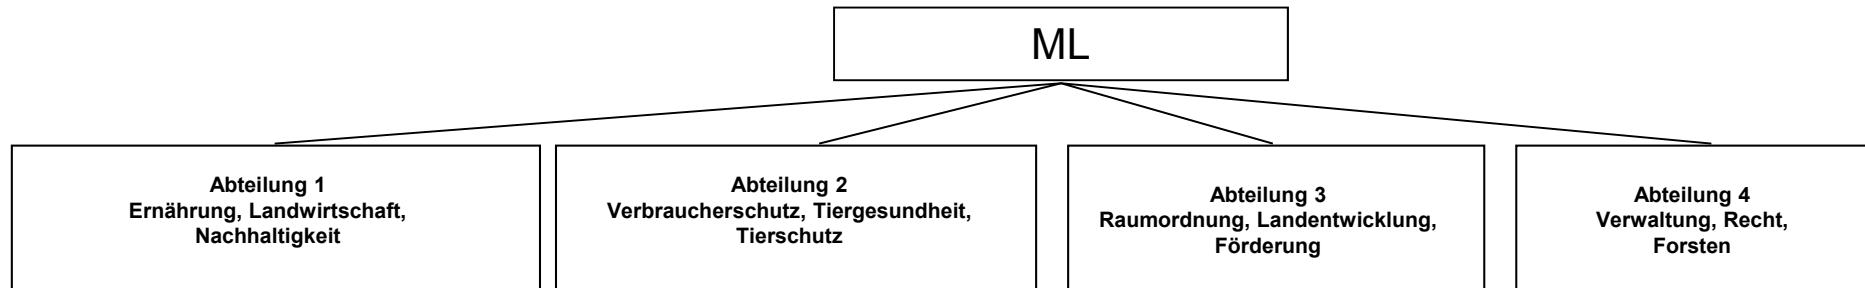 ML
Abteilung 1
Ernährung, Landwirtschaft,
Nachhaltigkeit
Abteilung 2
Verbraucherschutz, Tiergesundheit,
Tierschutz
Abteilung 3
Raumordnung, Landentwicklung,
Förderung
Abteilung 4
Verwaltung, Recht,
Forsten